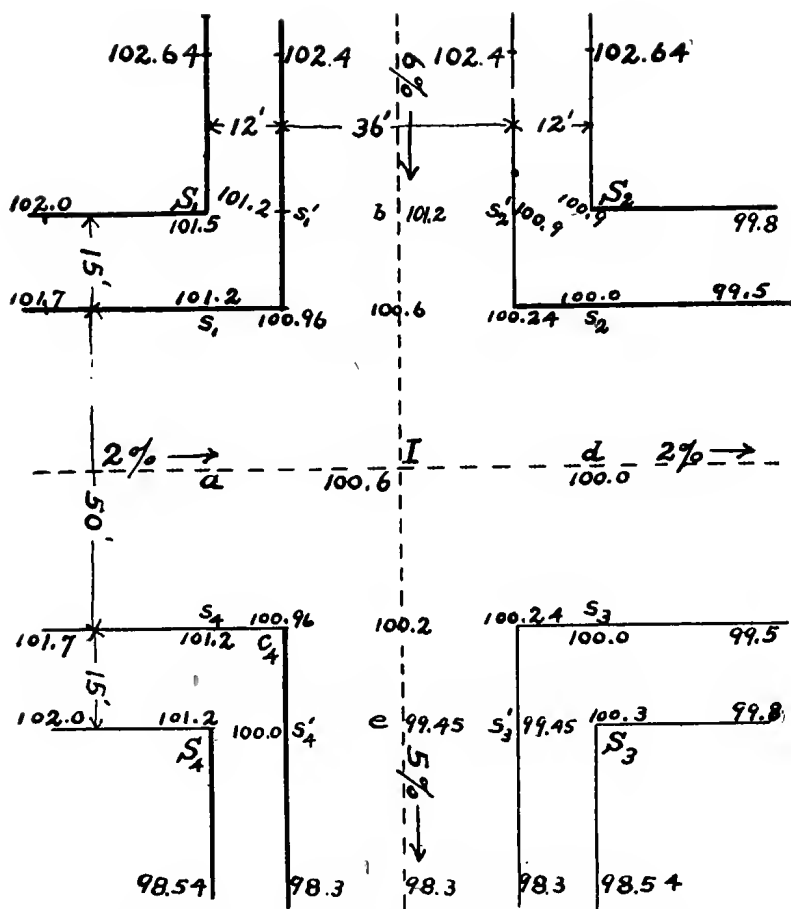 102.64 102.4 102.4 6% 102.64
12' 36' 12'
102.0 S₁ 101.2 s₁' b 101.2 s₂' 100.9 100.9 S₂
101.5 99.8
15'
101.7 101.2 100.0 99.5
s₁ 100.96 100.6 100.24 s₂
2% I d 2%
a 100.6 100.0
50'
s₄ 100.96 100.2 100.24 s₃
101.7 101.2 C₄ 100.0 99.5
15'
102.0 101.2 100.0 s₄' e 99.45 s₃' 99.45 100.3 99.8
S₄ 5% S₃
98.54 98.3 98.3 98.3 98.54